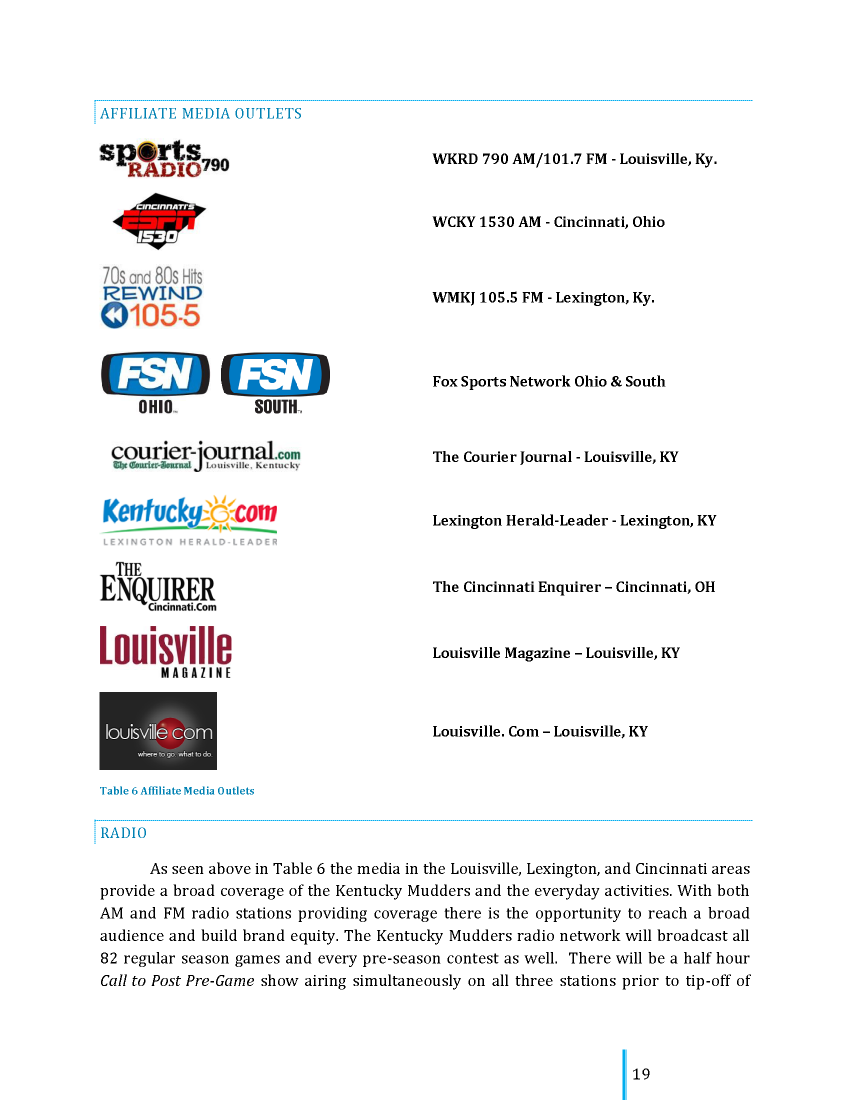 AFFILIATE MEDIA OUTLETS
sports
RADIO 790
WKRD 790 AM/101.7 FM - Louisville, Ky.
CINCINNATI'S
ESPN
1530
WCKY 1530 AM - Cincinnati, Ohio
70s and 80s Hits
REWIND
105.5
WMKJ 105.5 FM - Lexington, Ky.
FSN FSN
OHIO SOUTH
Fox Sports Network Ohio & South
courier-journal.com
The Courier-Journal Louisville, Kentucky
The Courier Journal - Louisville, KY
Kentucky.com
LEXINGTON HERALD-LEADER
Lexington Herald-Leader - Lexington, KY
THE
ENQUIRER
Cincinnati.Com
The Cincinnati Enquirer – Cincinnati, OH
Louisville
MAGAZINE
Louisville Magazine – Louisville, KY
louisville.com
where to go. what to do.
Louisville. Com – Louisville, KY
Table 6 Affiliate Media Outlets
RADIO
As seen above in Table 6 the media in the Louisville, Lexington, and Cincinnati areas
provide a broad coverage of the Kentucky Mudders and the everyday activities. With both
AM and FM radio stations providing coverage there is the opportunity to reach a broad
audience and build brand equity. The Kentucky Mudders radio network will broadcast all
82 regular season games and every pre-season contest as well. There will be a half hour
Call to Post Pre-Game show airing simultaneously on all three stations prior to tip-off of
19